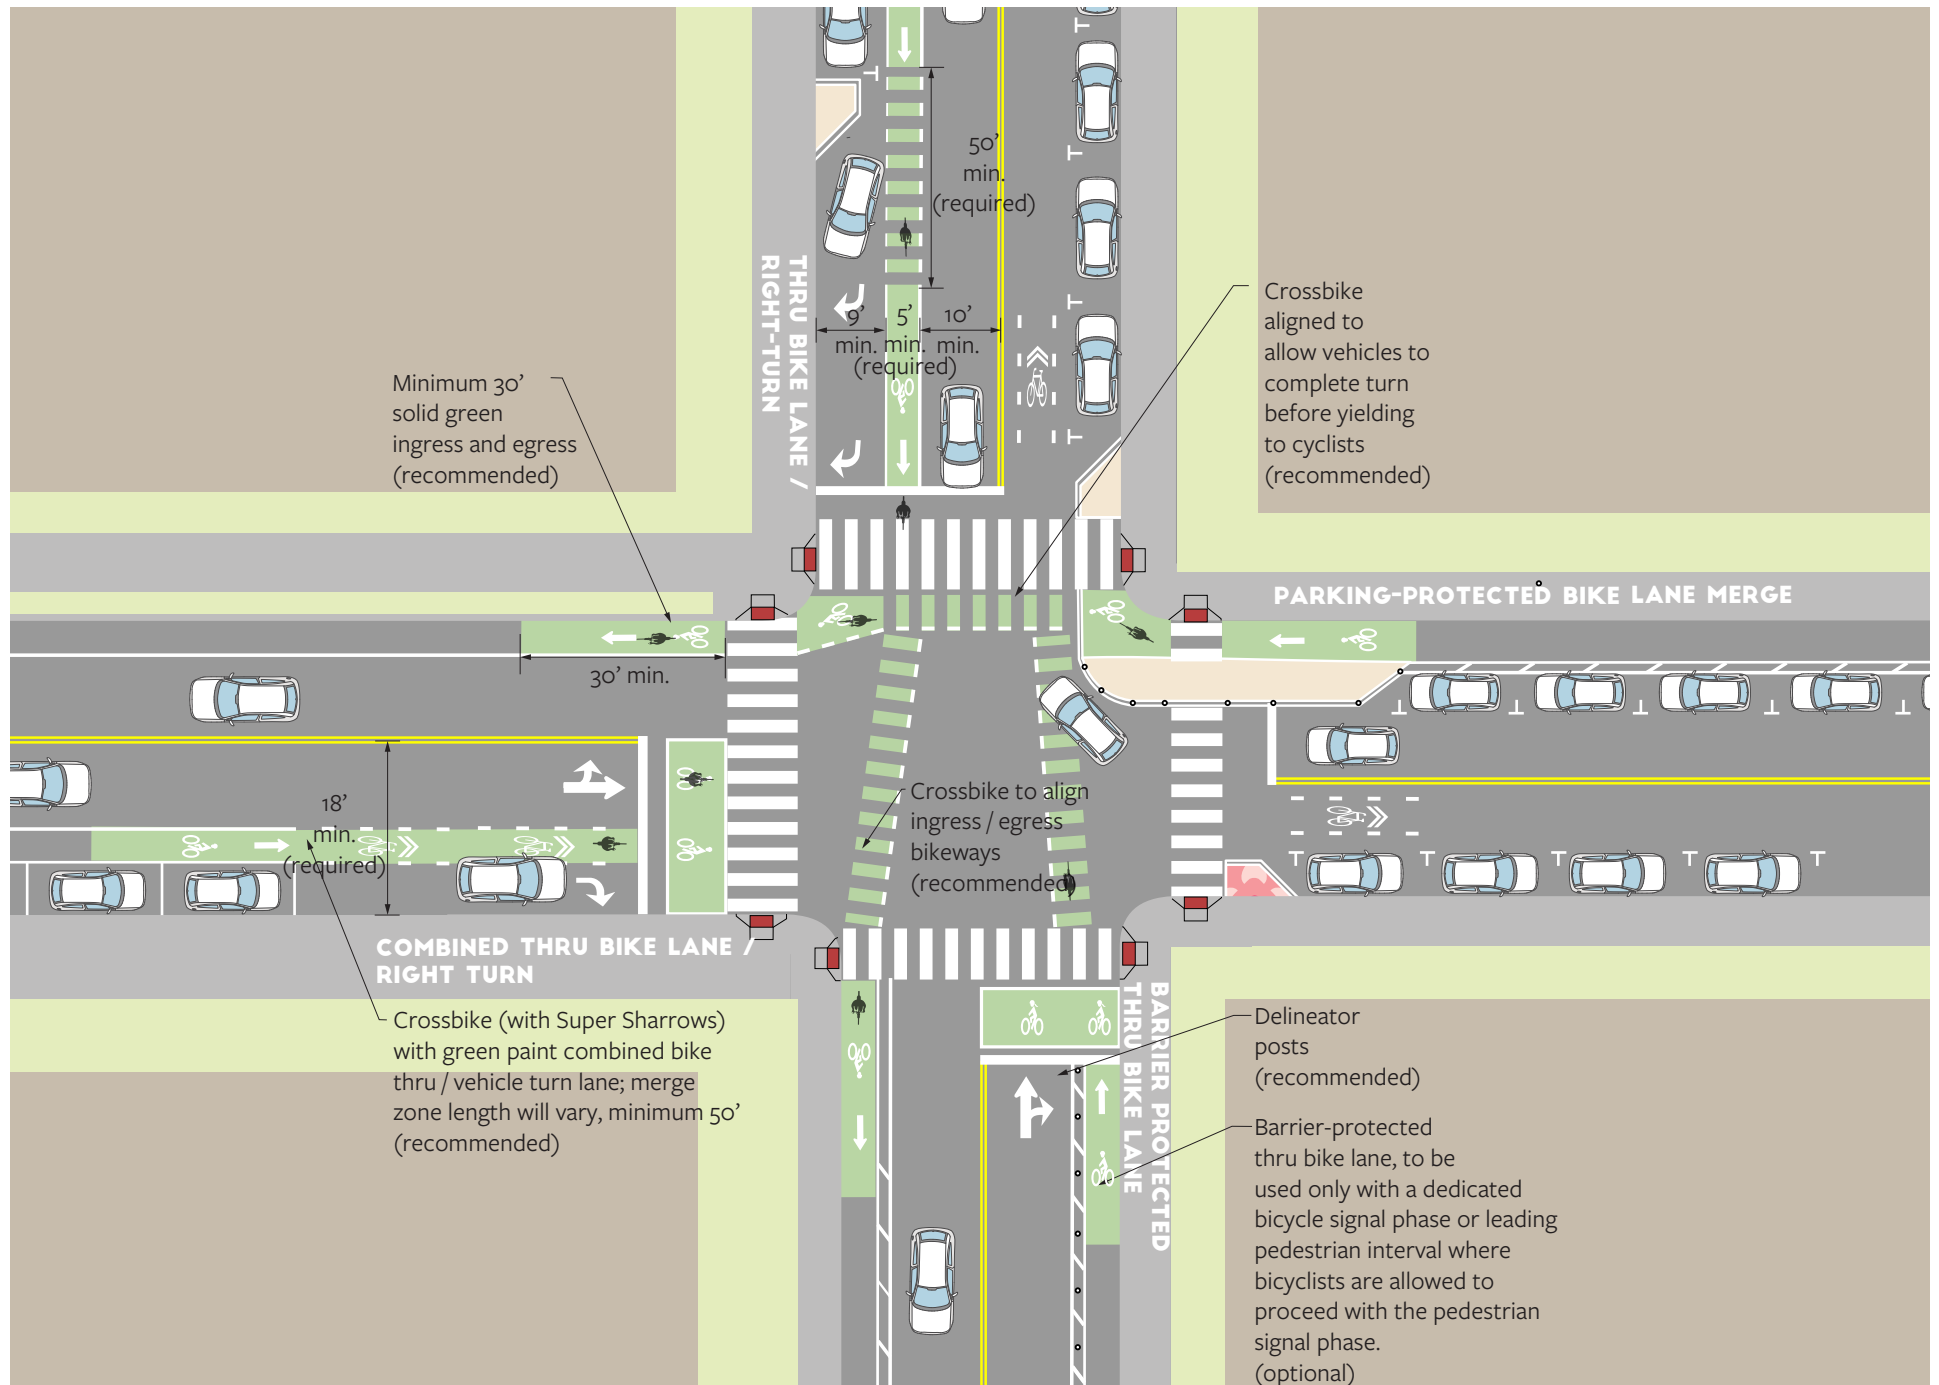 50’
min.
(required)
THRU BIKE LANE /
RIGHT-TURN
9’
min.
5’
min.
(required)
10’
min.
Minimum 30’
solid green
ingress and egress
(recommended)
Crossbike
aligned to
allow vehicles to
complete turn
before yielding
to cyclists
(recommended)
PARKING-PROTECTED BIKE LANE MERGE
30’ min.
18’
min.
(required)
Crossbike to align
ingress / egress
bikeways
(recommended)
COMBINED THRU BIKE LANE /
RIGHT TURN
Crossbike (with Super Sharrows)
with green paint combined bike
thru / vehicle turn lane; merge
zone length will vary, minimum 50’
(recommended)
BARRIER PROTECTED
THRU BIKE LANE
Delineator
posts
(recommended)
Barrier-protected
thru bike lane, to be
used only with a dedicated
bicycle signal phase or leading
pedestrian interval where
bicyclists are allowed to
proceed with the pedestrian
signal phase.
(optional)